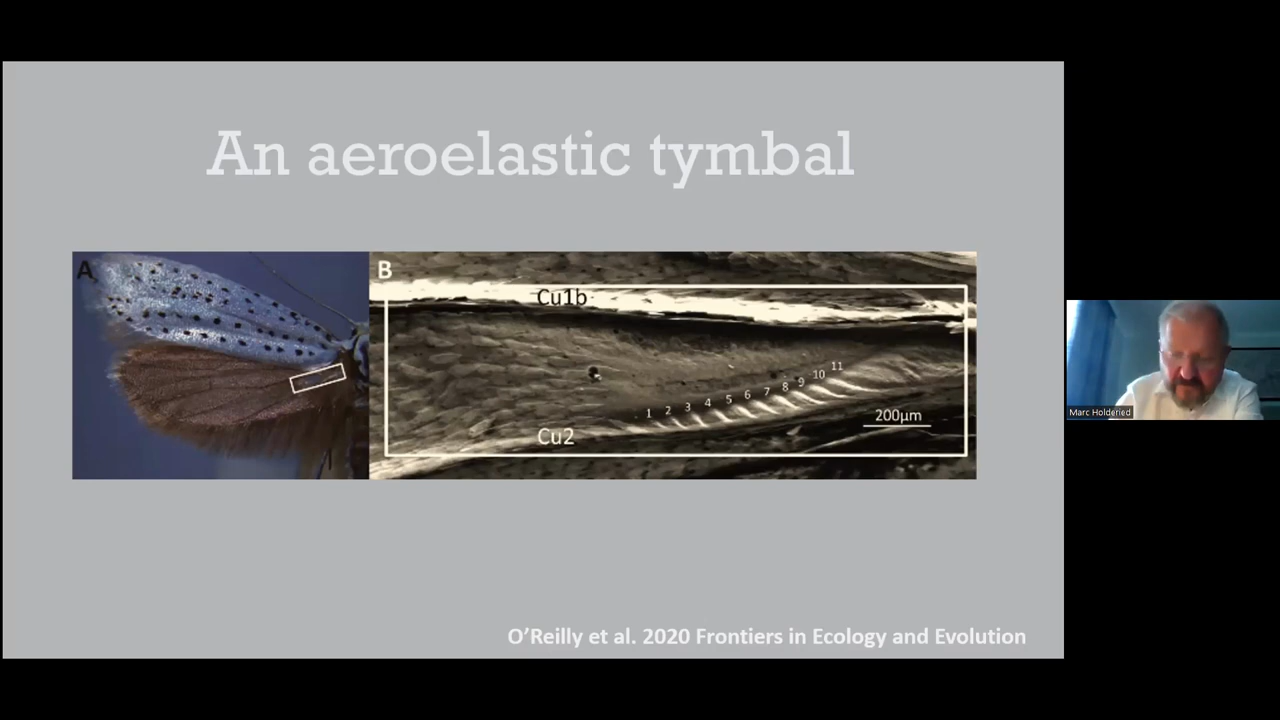 An aeroelastic tymbal
A
B
Cu1b
1 2 3 4 5 6 7 8 9 10 11
200µm
Cu2
Marc Holderied
O’Reilly et al. 2020 Frontiers in Ecology and Evolution